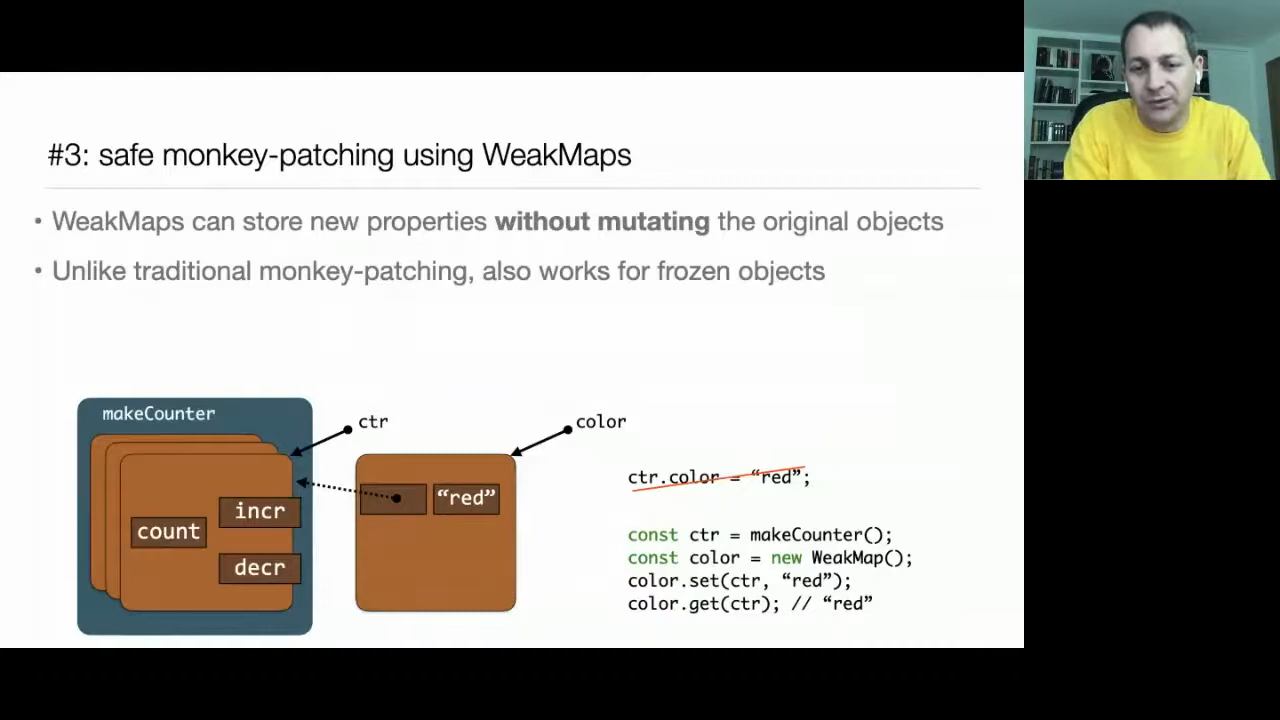 #3: safe monkey-patching using WeakMaps
• WeakMaps can store new properties without mutating the original objects
• Unlike traditional monkey-patching, also works for frozen objects
makeCounter
count
incr
decr
ctr
color
“red”
ctr.color = “red”;
const ctr = makeCounter();
const color = new WeakMap();
color.set(ctr, “red”);
color.get(ctr); // “red”